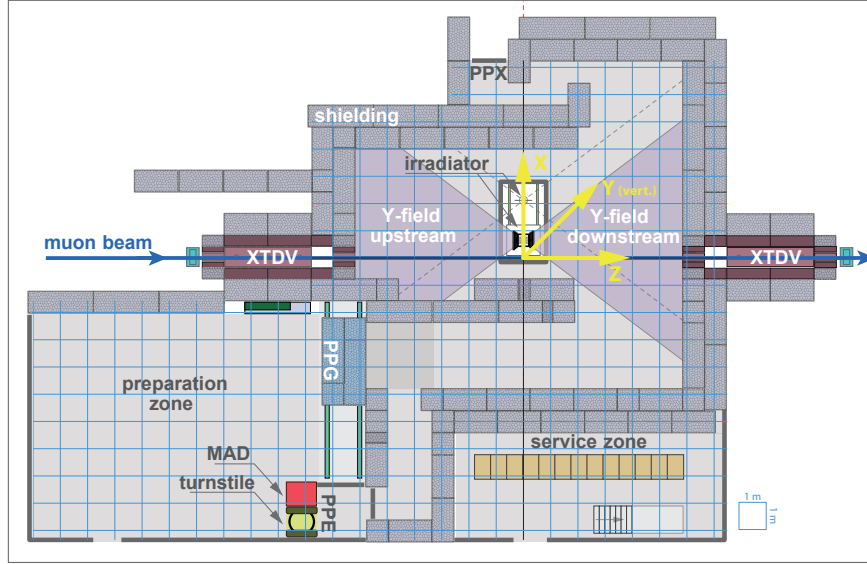 PPX
shielding
irradiator
X
Y (vert.)
Y-field
upstream
Y-field
downstream
muon beam
XTDV
XTDV
Z
PPG
preparation
zone
service zone
MAD
turnstile
PPE
1 m
1 m